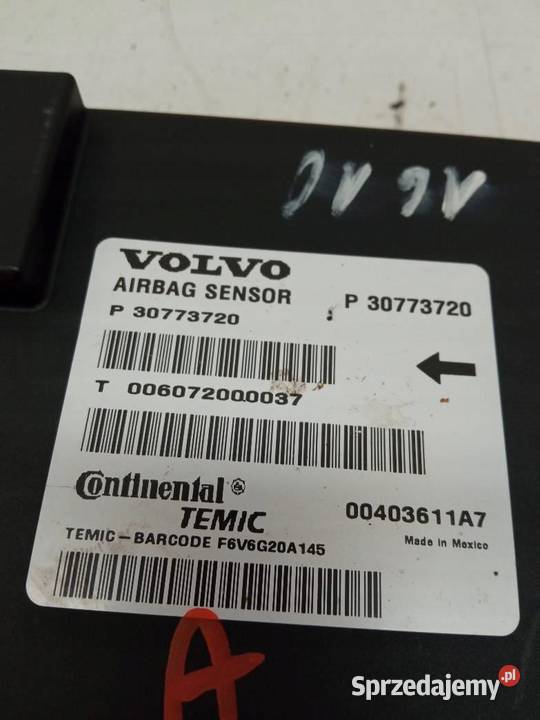 VOLVO
AIRBAG SENSOR P 30773720
P 30773720
T 006072000037
Continental
TEMIC 00403611A7
TEMIC-BARCODE F6V6G20A145 Made in Mexico
A
Sprzedajemy.pl